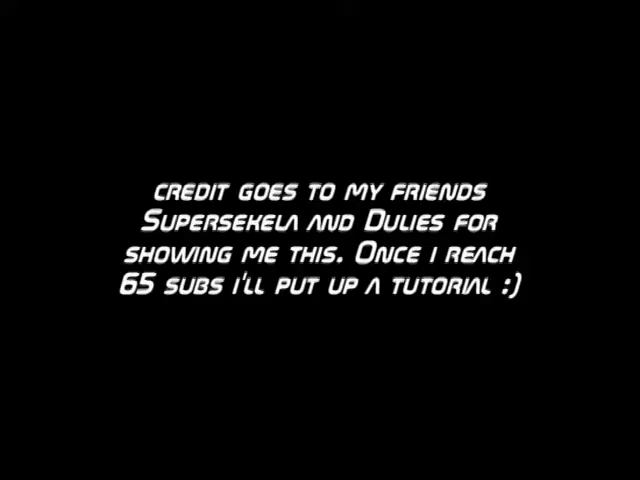 credit goes to my friends
Supersekela and Dulies for
showing me this. Once i reach
65 subs i'll put up a tutorial :)